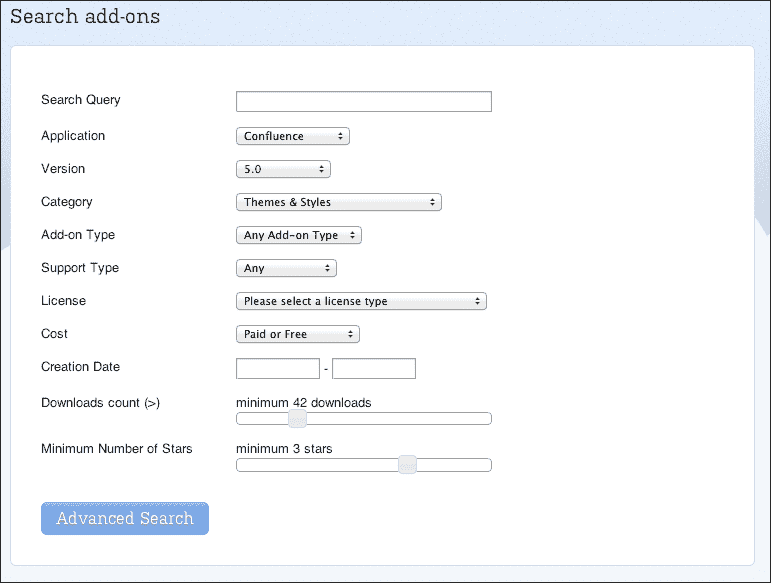 Search add-ons
Search Query
Application Confluence
Version 5.0
Category Themes & Styles
Add-on Type Any Add-on Type
Support Type Any
License Please select a license type
Cost Paid or Free
Creation Date -
Downloads count (>) minimum 42 downloads
Minimum Number of Stars minimum 3 stars
Advanced Search